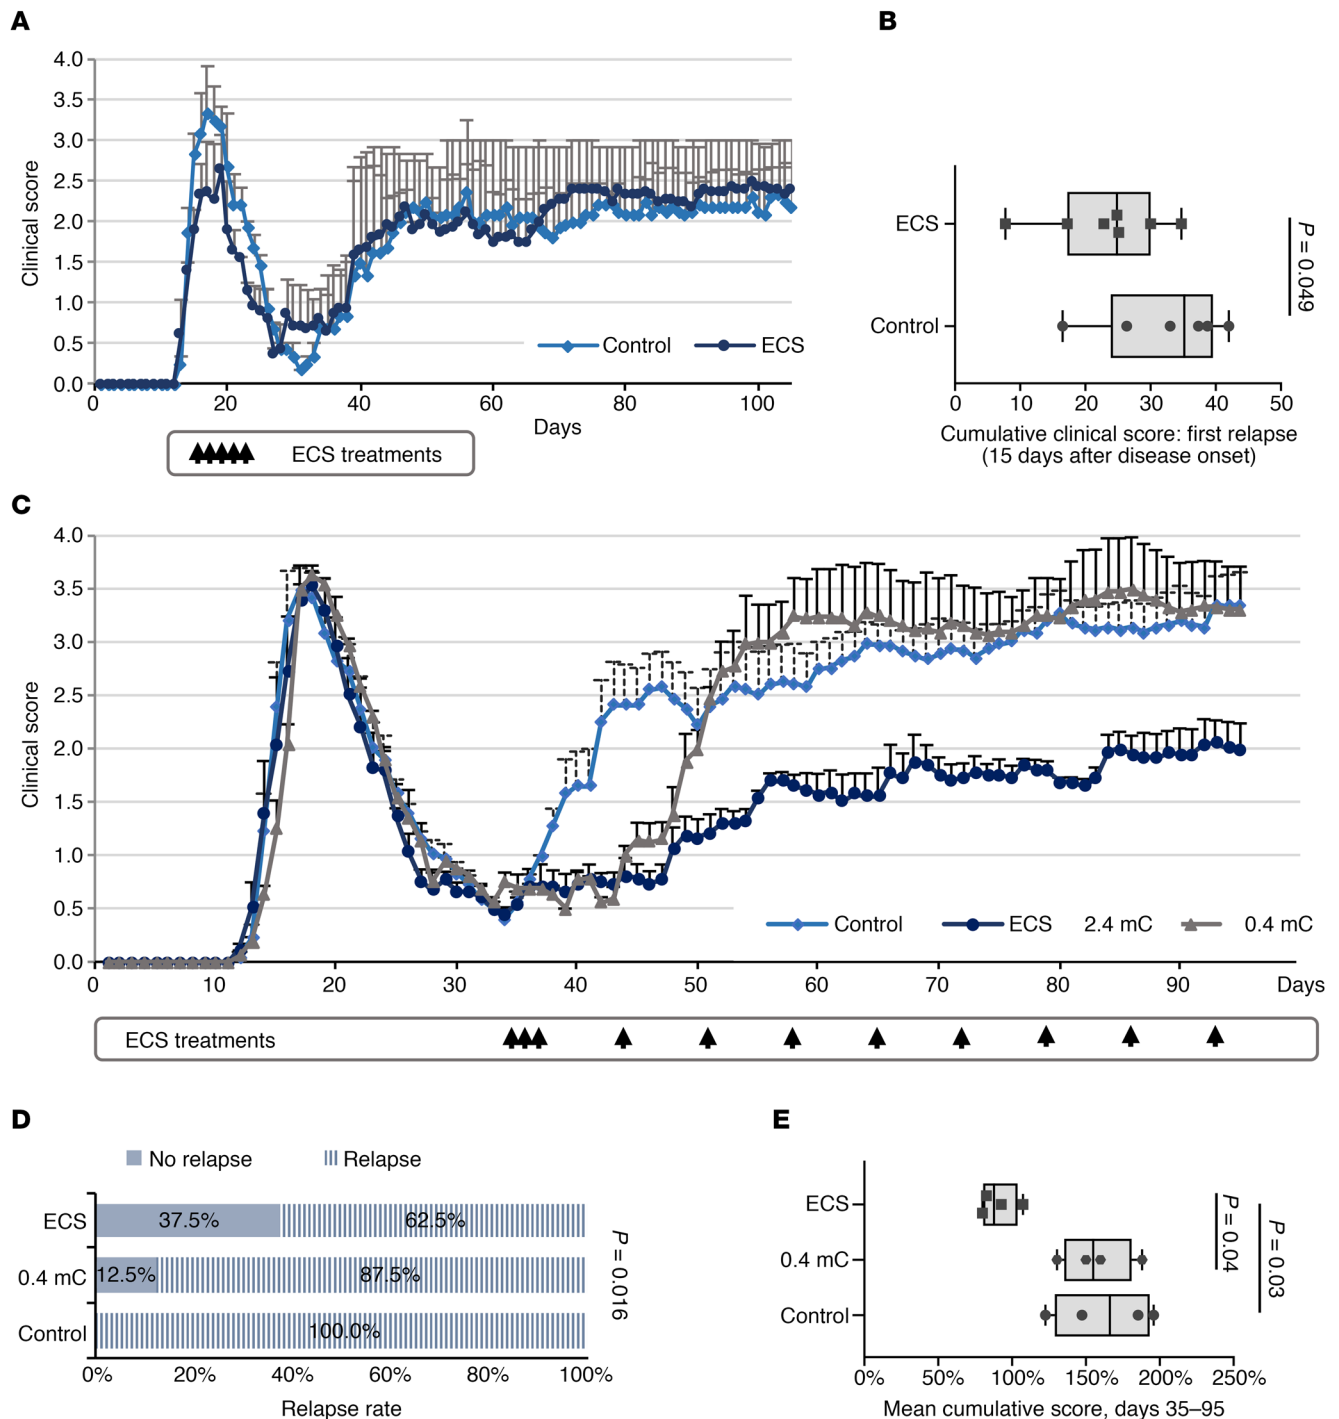 A
4.0
3.5
3.0
2.5
2.0
1.5
1.0
0.5
0.0
Clinical score
0 20 40 60 80 100
Days
Control ECS
ECS treatments
B
ECS
Control
P = 0.049
0 10 20 30 40 50
Cumulative clinical score: first relapse
(15 days after disease onset)
C
4.0
3.5
3.0
2.5
2.0
1.5
1.0
0.5
0.0
Clinical score
Control ECS 2.4 mC 0.4 mC
0 10 20 30 40 50 60 70 80 90 Days
ECS treatments
D
No relapse Relapse
ECS 37.5% 62.5%
0.4 mC 12.5% 87.5%
Control 100.0%
P = 0.016
0% 20% 40% 60% 80% 100%
Relapse rate
E
ECS
0.4 mC
Control
P = 0.04
P = 0.03
0% 50% 100% 150% 200% 250%
Mean cumulative score, days 35–95